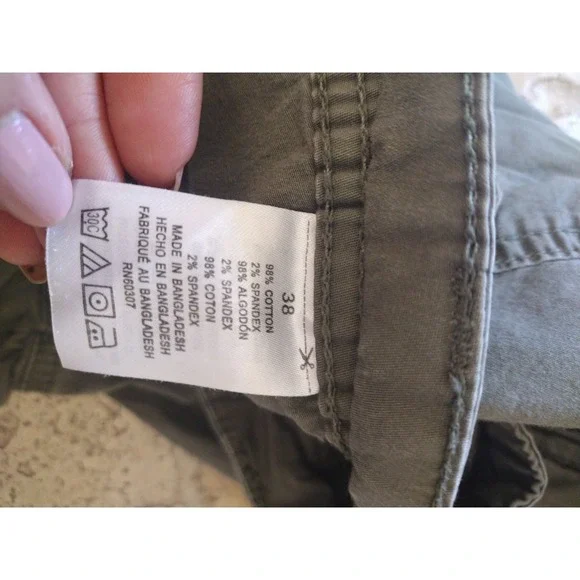 38
98% COTTON
2% SPANDEX
98% ALGODÓN
2% SPANDEX
98% COTON
2% SPANDEX
MADE IN BANGLADESH
HECHO EN BANGLADESH
FABRIQUÉ AU BANGLADESH
RN60307
30C